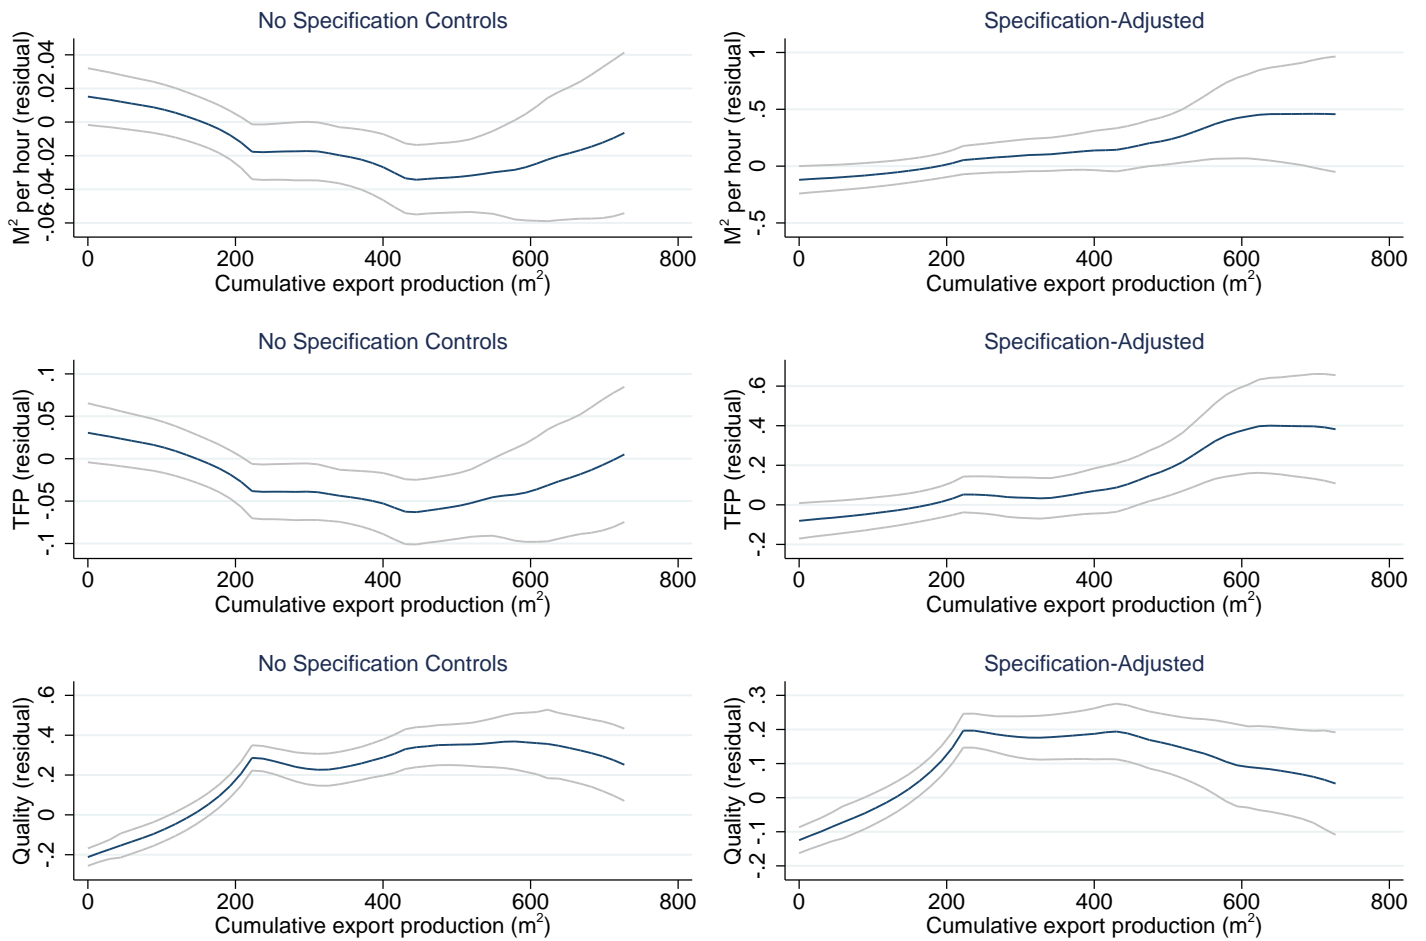 No Specification Controls
M² per hour (residual)
.04
.02
0
-.02
-.04
-.06
0 200 400 600 800
Cumulative export production (m²)
Specification-Adjusted
M² per hour (residual)
1
.5
0
-.5
0 200 400 600 800
Cumulative export production (m²)
No Specification Controls
TFP (residual)
.1
.05
0
-.05
-.1
0 200 400 600 800
Cumulative export production (m²)
Specification-Adjusted
TFP (residual)
.6
.4
.2
0
-.2
0 200 400 600 800
Cumulative export production (m²)
No Specification Controls
Quality (residual)
.6
.4
.2
0
-.2
0 200 400 600 800
Cumulative export production (m²)
Specification-Adjusted
Quality (residual)
.3
.2
.1
0
-.1
-.2
0 200 400 600 800
Cumulative export production (m²)